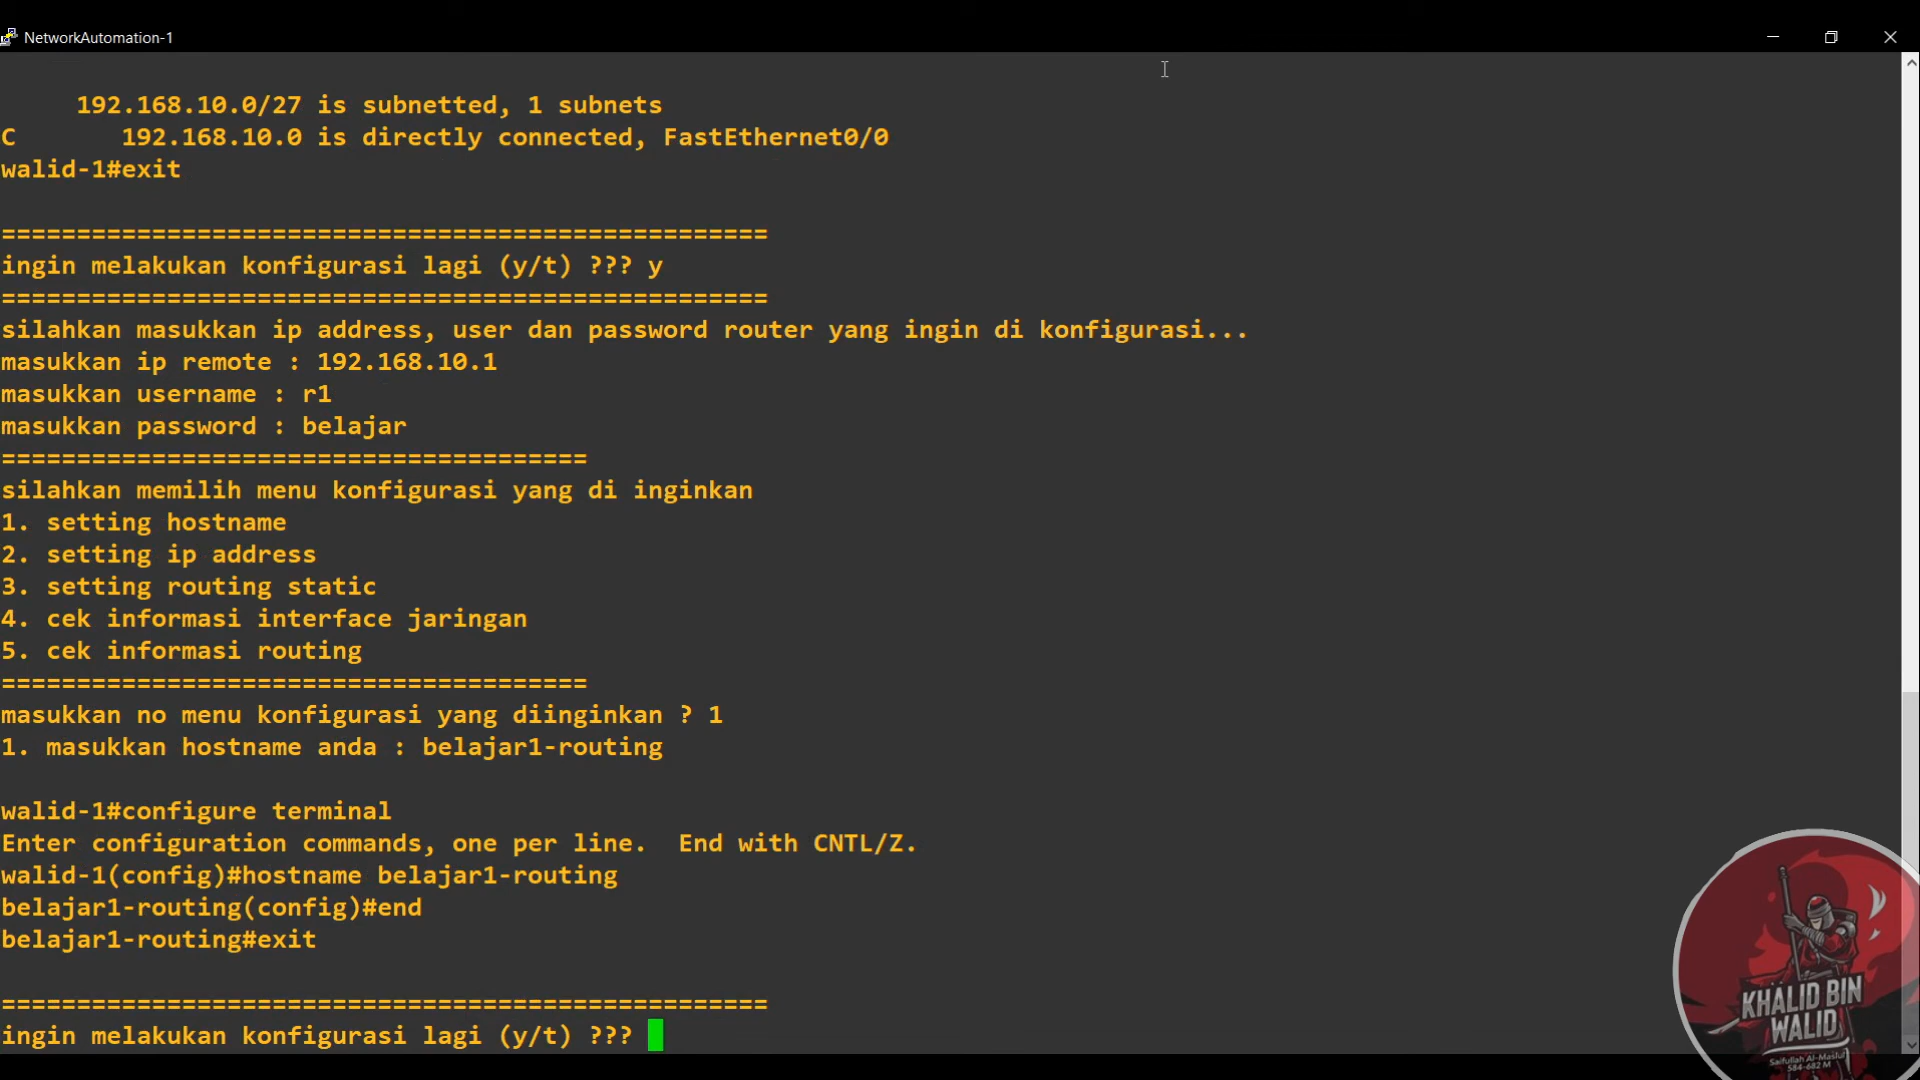 NetworkAutomation-1
192.168.10.0/27 is subnetted, 1 subnets
C       192.168.10.0 is directly connected, FastEthernet0/0
walid-1#exit
===================================================
ingin melakukan konfigurasi lagi (y/t) ??? y
===================================================
silahkan masukkan ip address, user dan password router yang ingin di konfigurasi...
masukkan ip remote : 192.168.10.1
masukkan username : r1
masukkan password : belajar
=======================================
silahkan memilih menu konfigurasi yang di inginkan
1. setting hostname
2. setting ip address
3. setting routing static
4. cek informasi interface jaringan
5. cek informasi routing
=======================================
masukkan no menu konfigurasi yang diinginkan ? 1
1. masukkan hostname anda : belajar1-routing
walid-1#configure terminal
Enter configuration commands, one per line.  End with CNTL/Z.
walid-1(config)#hostname belajar1-routing
belajar1-routing(config)#end
belajar1-routing#exit
===================================================
ingin melakukan konfigurasi lagi (y/t) ???
KHALID BIN
WALID
Saifullah Al-Maslul
584-682 M